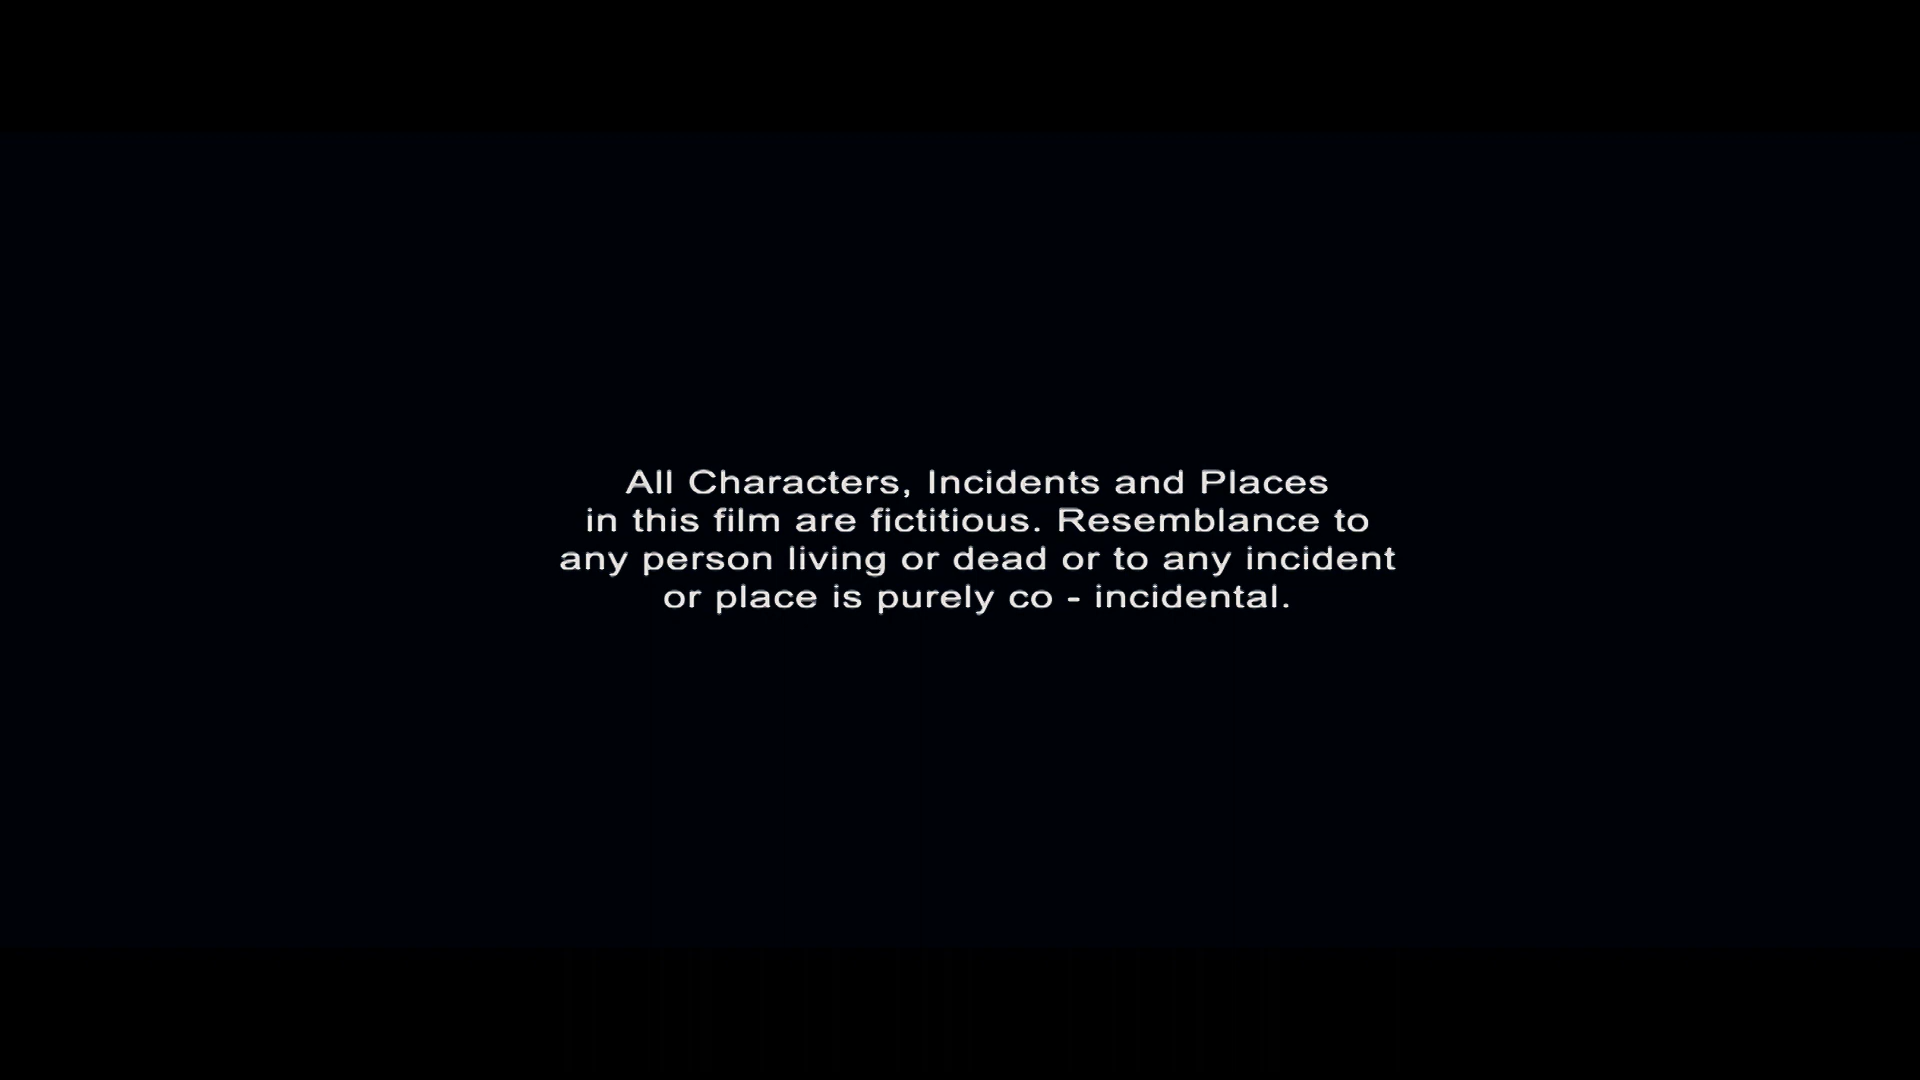 All Characters, Incidents and Places
in this film are fictitious. Resemblance to
any person living or dead or to any incident
or place is purely co - incidental.